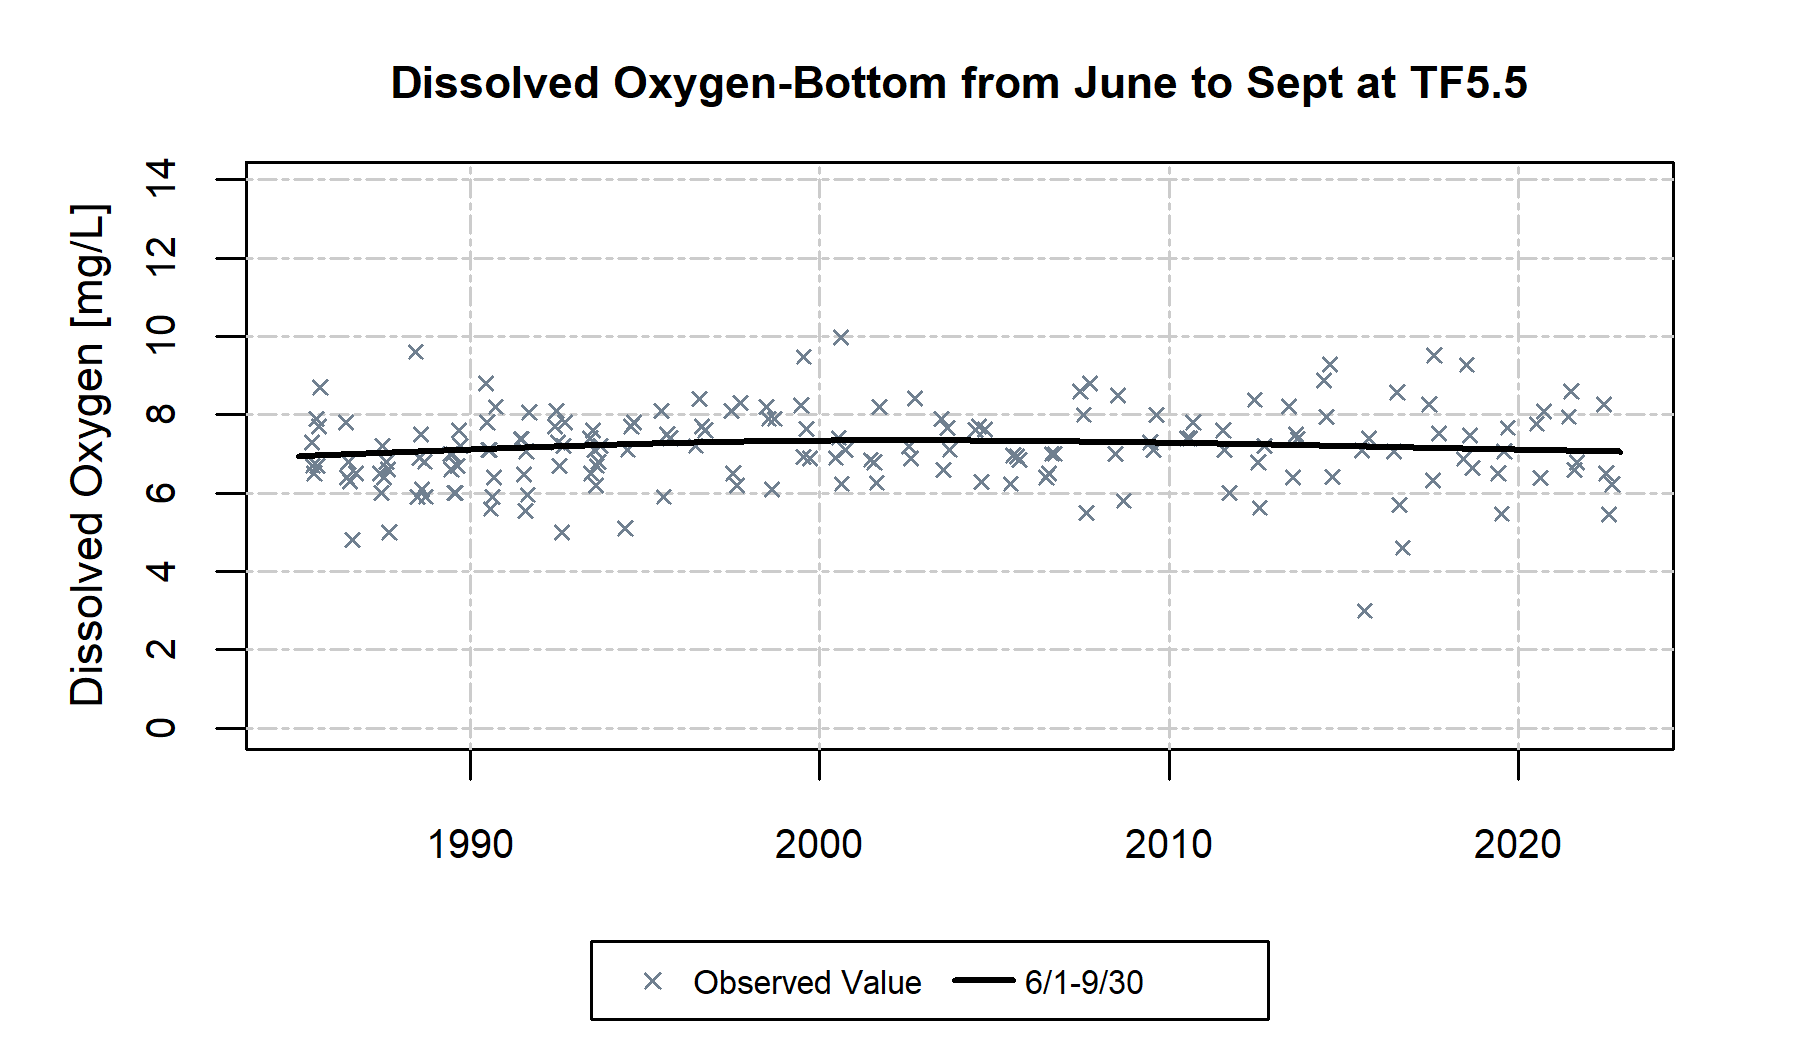 Dissolved Oxygen-Bottom from June to Sept at TF5.5
Dissolved Oxygen [mg/L]
14
12
10
8
6
4
2
0
1990 2000 2010 2020
Observed Value 6/1-9/30